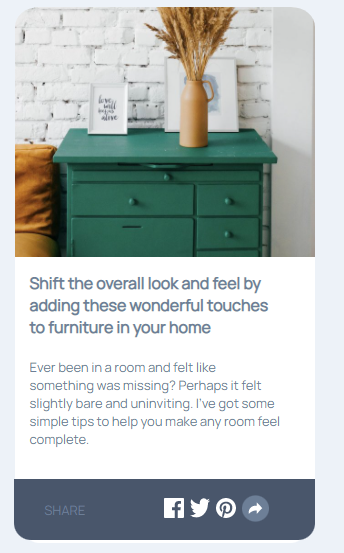 love
will
alive
Shift the overall look and feel by
adding these wonderful touches
to furniture in your home
Ever been in a room and felt like
something was missing? Perhaps it felt
slightly bare and uninviting. I've got some
simple tips to help you make any room feel
complete.
SHARE